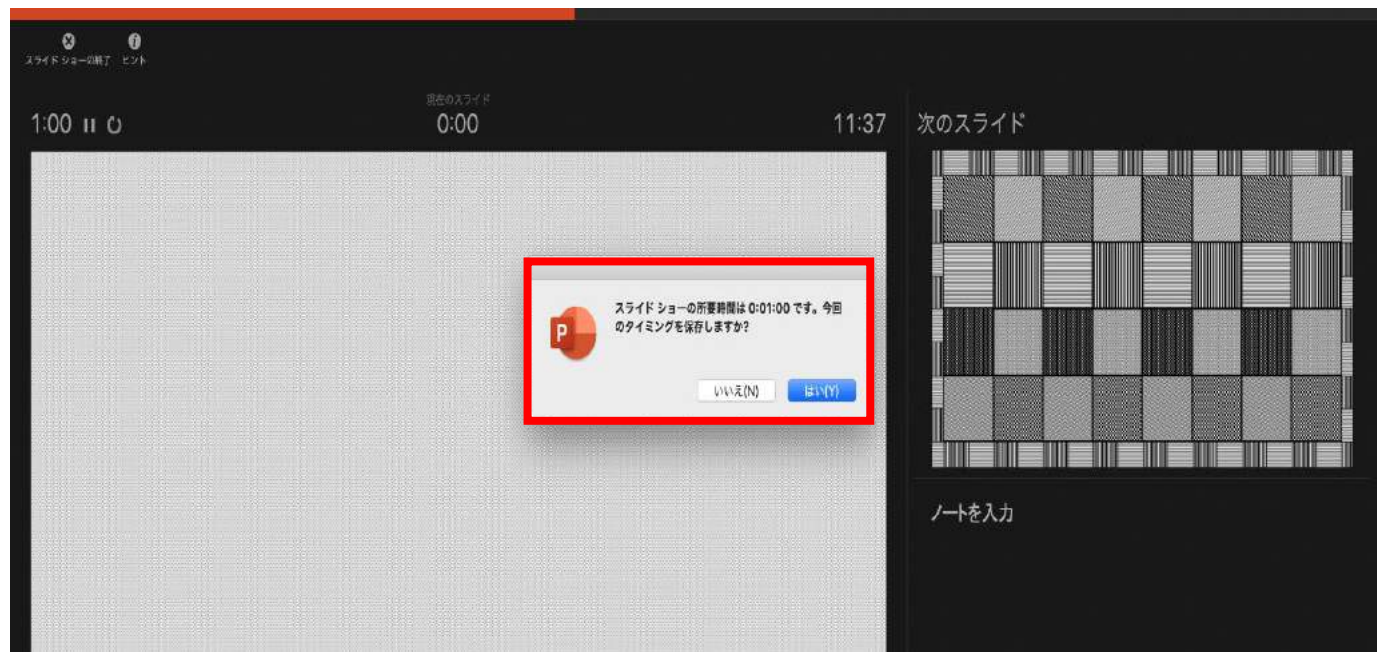 スライド ショーの終了 ヒント
現在のスライド
1:00 0:00 11:37 次のスライド
スライド ショーの所要時間は 0:01:00 です。今回
のタイミングを保存しますか?
P
いいえ(N) はい(Y)
ノートを入力